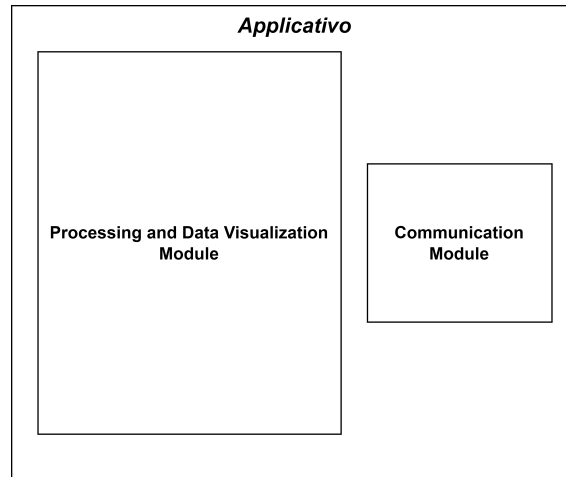 Applicativo
Processing and Data Visualization
Module
Communication
Module